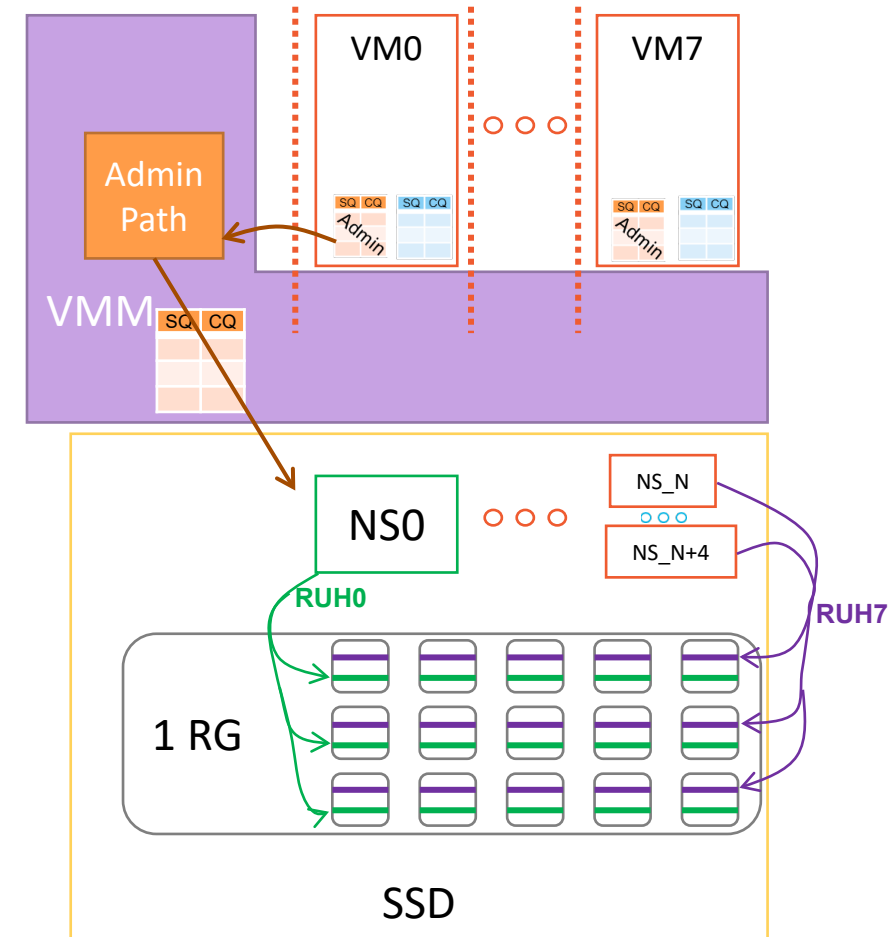 VM0
VM7
Admin
Path
SQ CQ
SQ CQ
Admin
SQ CQ
SQ CQ
Admin
VMM
SQ CQ
NS_N
NS0
NS_N+4
RUH0
RUH7
1 RG
SSD